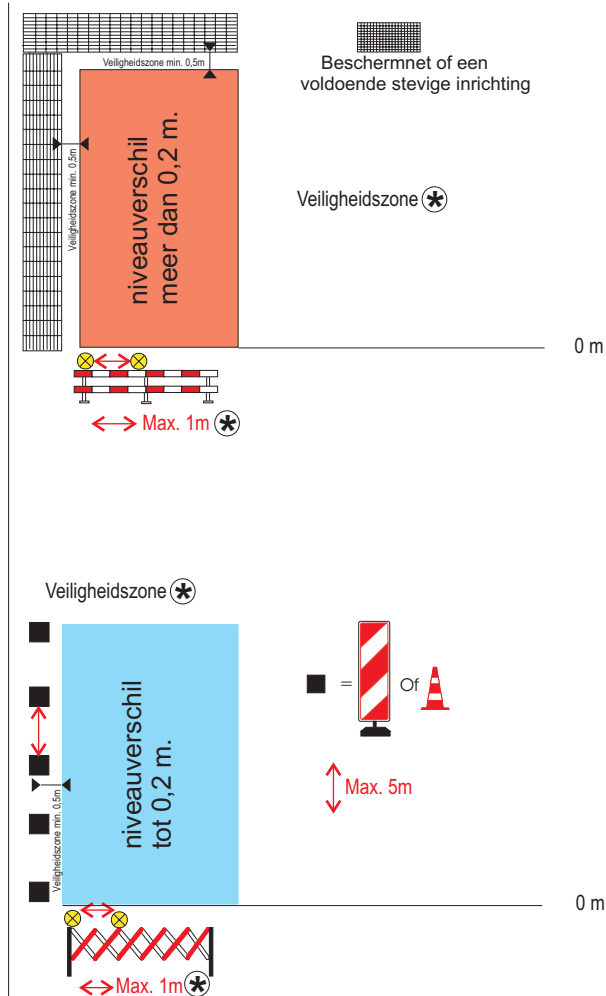 Veiligheidszone min. 0,5m
Beschermnet of een
voldoende stevige inrichting
Veiligheidszone min. 0,5m
niveauverschil
meer dan 0,2 m.
Veiligheidszone *
0 m
Max. 1m *
Veiligheidszone *
niveauverschil
tot 0,2 m.
= Of
Max. 5m
Veiligheidszone min. 0,5m
0 m
Max. 1m *